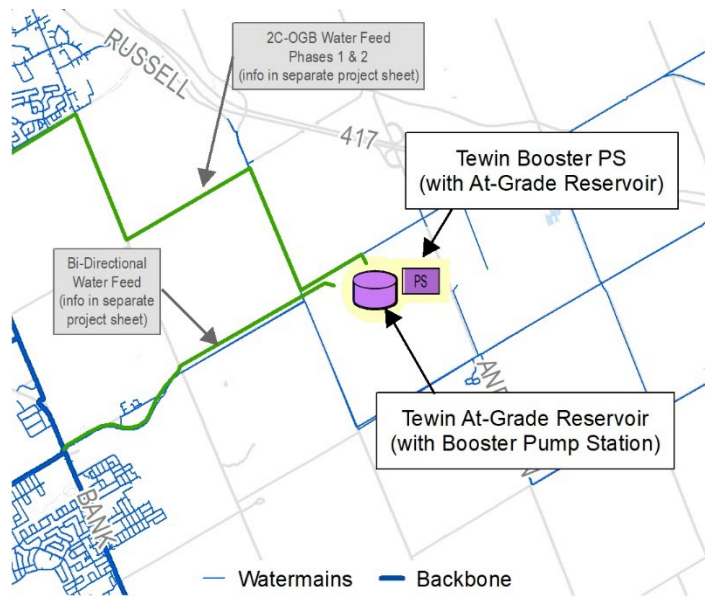 2C-OGB Water Feed
Phases 1 & 2
(info in separate project sheet)
RUSSELL
417
Tewin Booster PS
(with At-Grade Reservoir)
Bi-Directional
Water Feed
(info in separate
project sheet)
PS
Tewin At-Grade Reservoir
(with Booster Pump Station)
BANK
Watermains
Backbone